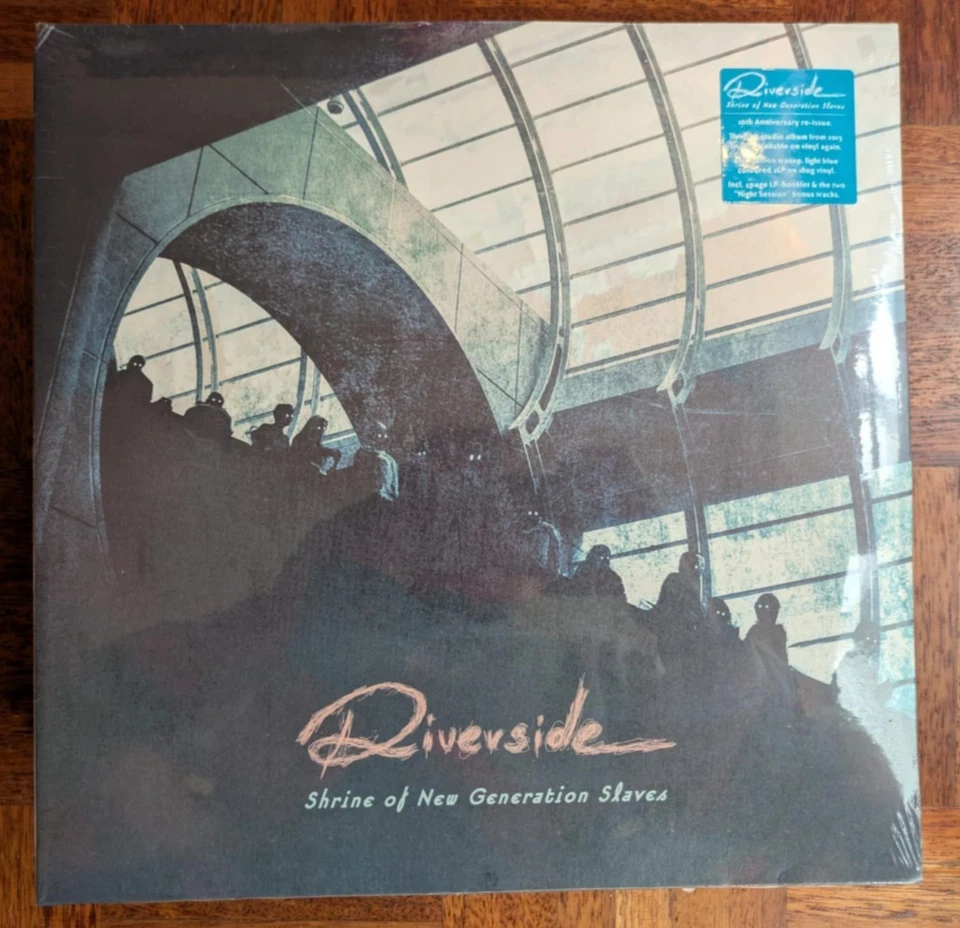 Riverside
Shrine of New Generation Slaves
10th Anniversary re-issue.
studio album from 2013
available on vinyl again.
light blue
coloured 2LP on 180g vinyl.
Incl. 4page LP-Booklet & the two
"Night Session" bonus tracks.
Riverside
Shrine of New Generation Slaves